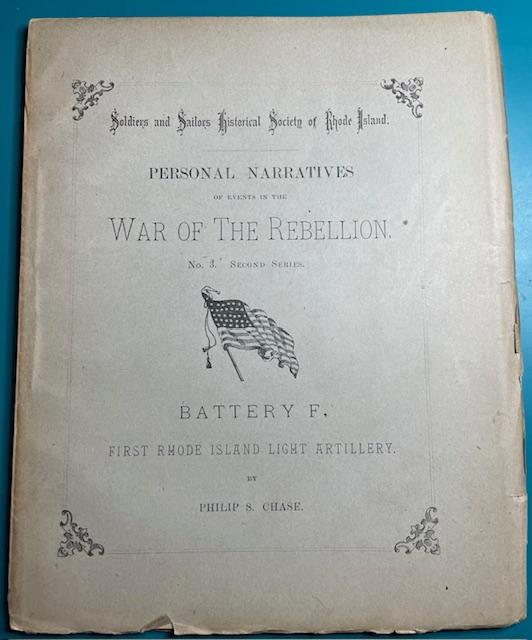 Soldiers and Sailors Historical Society of Rhode Island.
PERSONAL NARRATIVES
OF EVENTS IN THE
WAR OF THE REBELLION.
No. 3. SECOND SERIES.
BATTERY F,
FIRST RHODE ISLAND LIGHT ARTILLERY.
BY
PHILIP S. CHASE.